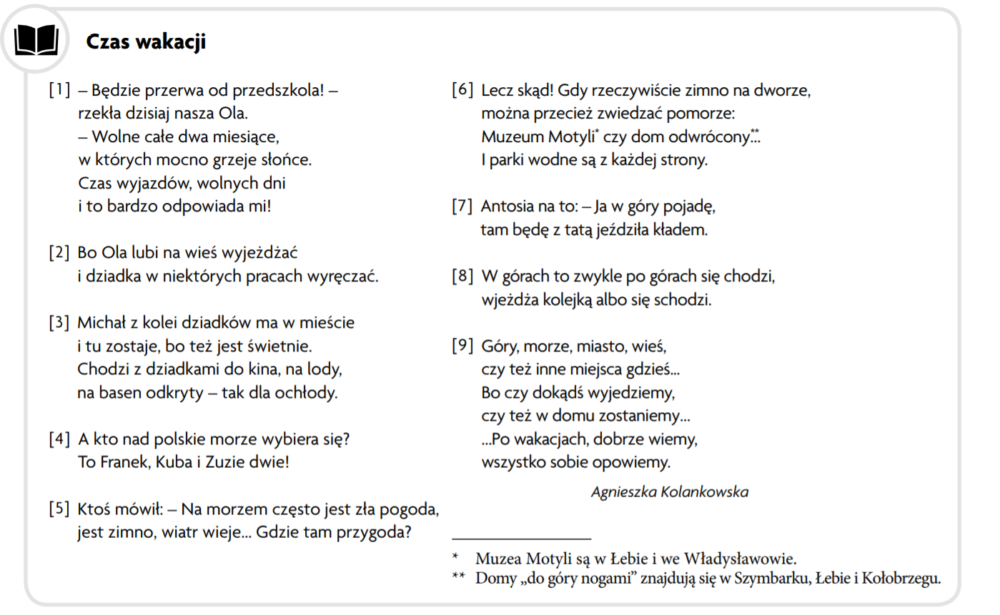 Czas wakacji
[1] – Będzie przerwa od przedszkola! –
rzekła dzisiaj nasza Ola.
– Wolne całe dwa miesiące,
w których mocno grzeje słońce.
Czas wyjazdów, wolnych dni
i to bardzo odpowiada mi!
[2] Bo Ola lubi na wieś wyjeżdżać
i dziadka w niektórych pracach wyręczać.
[3] Michał z kolei dziadków ma w mieście
i tu zostaje, bo też jest świetnie.
Chodzi z dziadkami do kina, na lody,
na basen odkryty – tak dla ochłody.
[4] A kto nad polskie morze wybiera się?
To Franek, Kuba i Zuzie dwie!
[5] Ktoś mówił: – Na morzem często jest zła pogoda,
jest zimno, wiatr wieje... Gdzie tam przygoda?
[6] Lecz skąd! Gdy rzeczywiście zimno na dworze,
można przecież zwiedzać pomorze:
Muzeum Motyli* czy dom odwrócony**...
I parki wodne są z każdej strony.
[7] Antosia na to: – Ja w góry pojadę,
tam będę z tatą jeździła kładem.
[8] W górach to zwykle po górach się chodzi,
wjeżdża kolejką albo się schodzi.
[9] Góry, morze, miasto, wieś,
czy też inne miejsca gdzieś...
Bo czy dokądś wyjedziemy,
czy też w domu zostaniemy...
...Po wakacjach, dobrze wiemy,
wszystko sobie opowiemy.
Agnieszka Kolankowska
* Muzea Motyli są w Łebie i we Władysławowie.
** Domy „do góry nogami” znajdują się w Szymbarku, Łebie i Kołobrzegu.